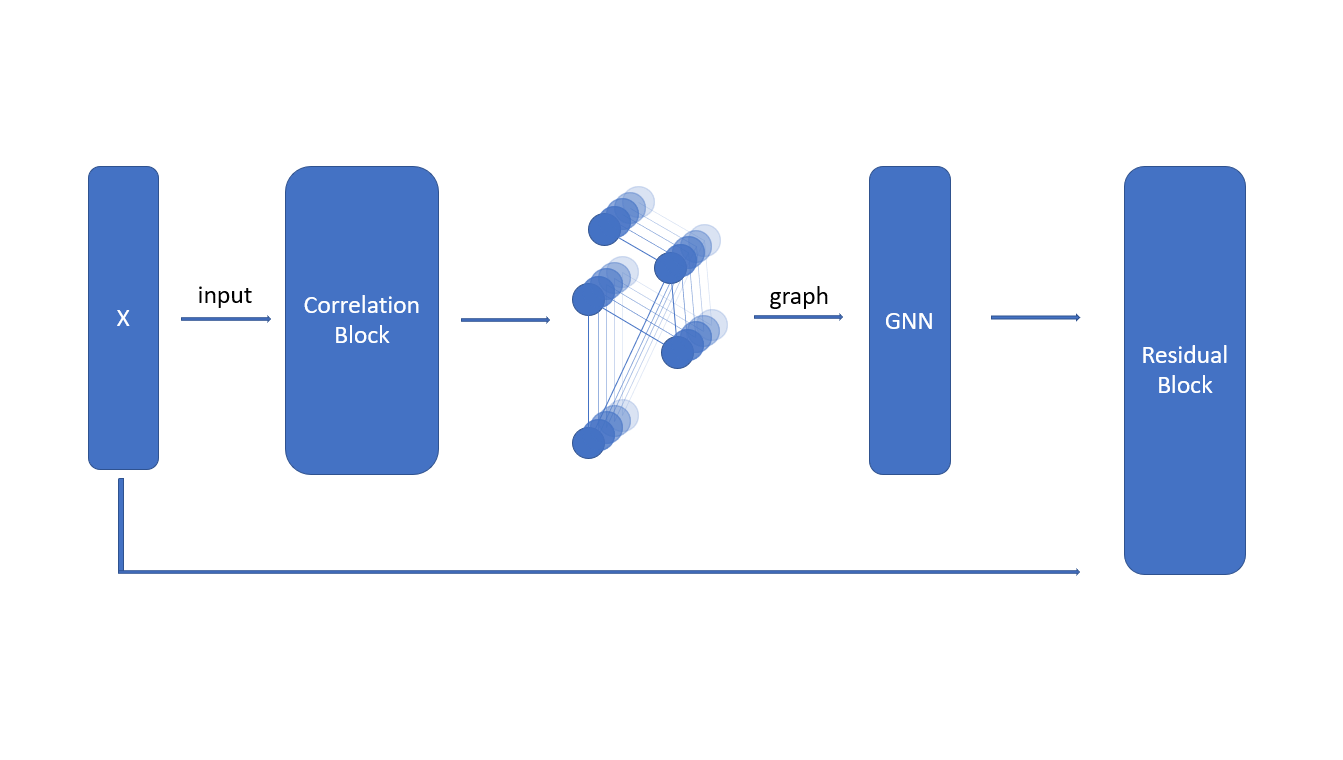 X
input
Correlation
Block
graph
GNN
Residual
Block